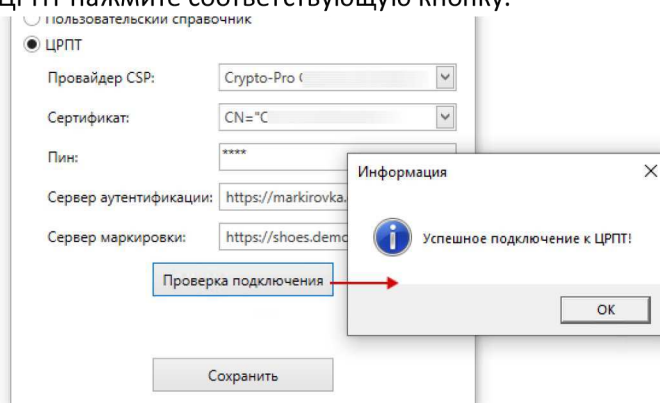 ЦРПТ нажмите соответствующую кнопку.
Пользовательский справочник
ЦРПТ
Провайдер CSP: Crypto-Pro
Сертификат: CN="C
Пин: ****
Информация
Сервер аутентификации: https://markirovka.
Успешное подключение к ЦРПТ!
Сервер маркировки: https://shoes.demo
Проверка подключения
OK
Сохранить